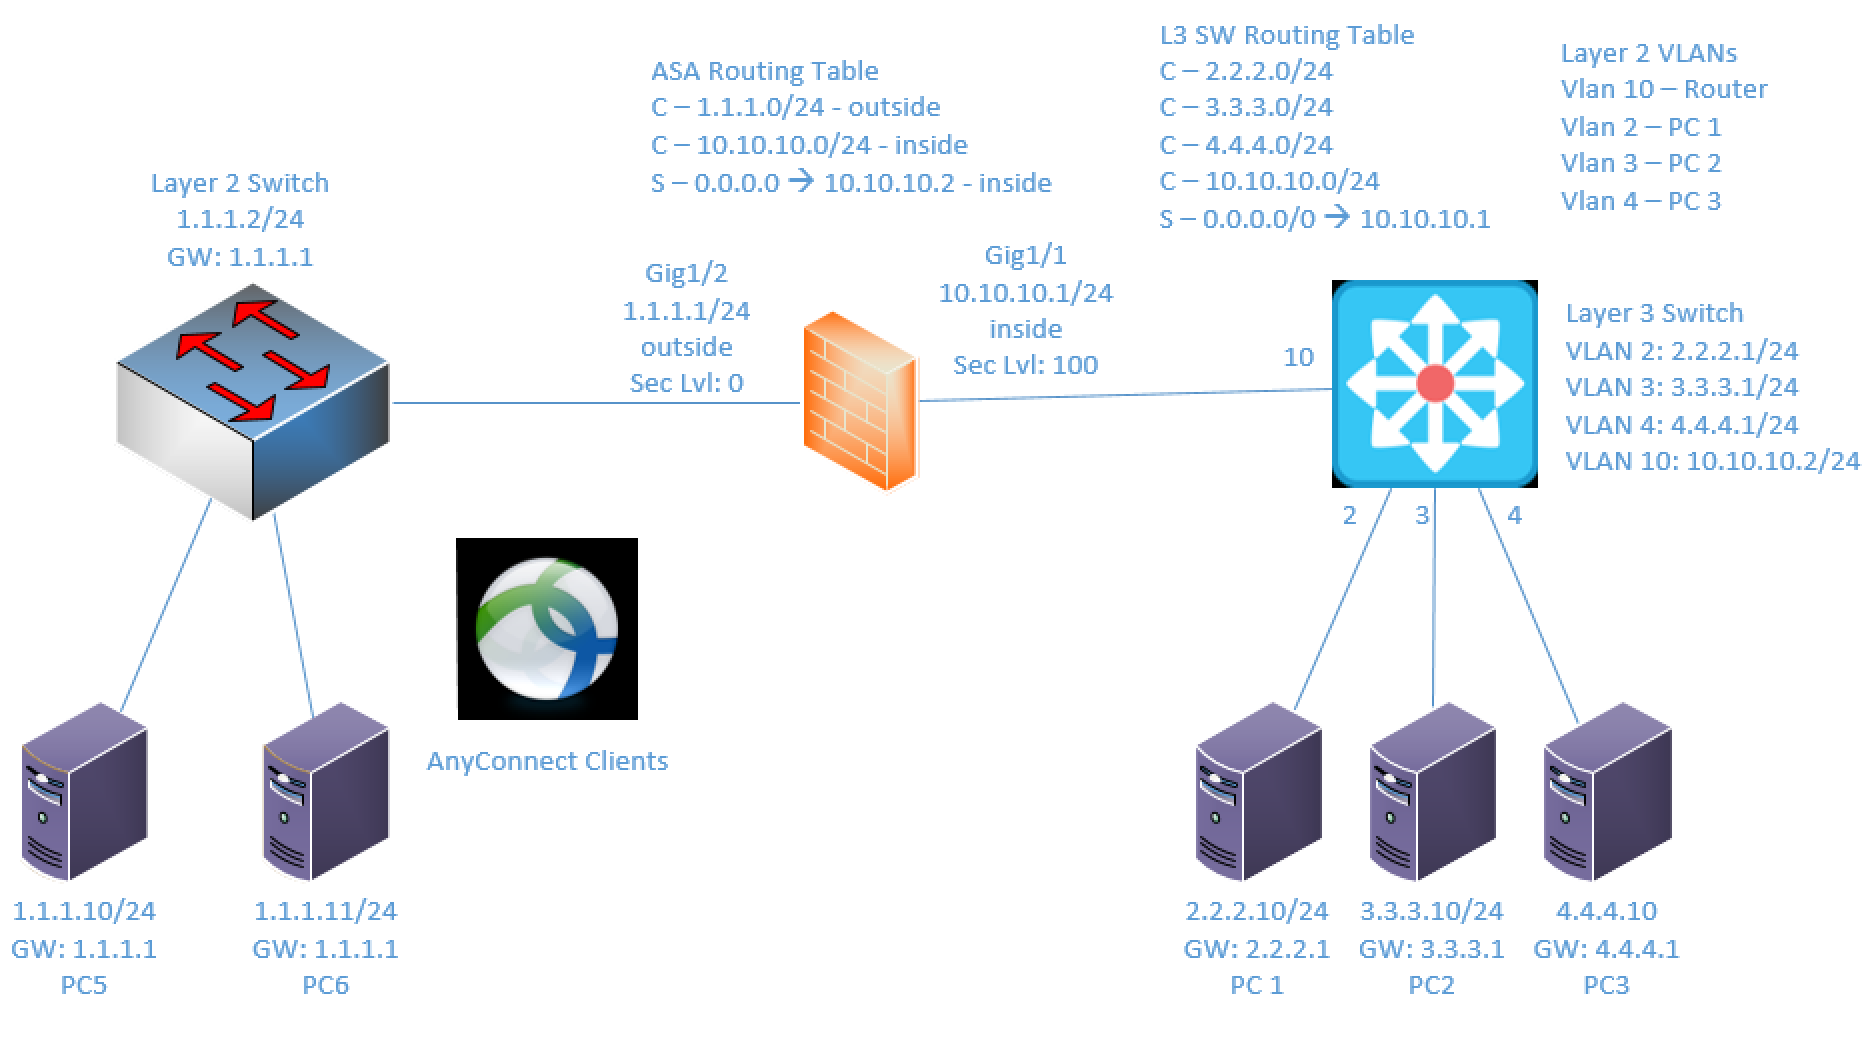 L3 SW Routing Table
C – 2.2.2.0/24
C – 3.3.3.0/24
C – 4.4.4.0/24
C – 10.10.10.0/24
S – 0.0.0.0/0 → 10.10.10.1
Layer 2 VLANs
Vlan 10 – Router
Vlan 2 – PC 1
Vlan 3 – PC 2
Vlan 4 – PC 3
ASA Routing Table
C – 1.1.1.0/24 - outside
C – 10.10.10.0/24 - inside
S – 0.0.0.0 → 10.10.10.2 - inside
Layer 2 Switch
1.1.1.2/24
GW: 1.1.1.1
Gig1/2
1.1.1.1/24
outside
Sec Lvl: 0
Gig1/1
10.10.10.1/24
inside
Sec Lvl: 100
10
Layer 3 Switch
VLAN 2: 2.2.2.1/24
VLAN 3: 3.3.3.1/24
VLAN 4: 4.4.4.1/24
VLAN 10: 10.10.10.2/24
2
3
4
AnyConnect Clients
1.1.1.10/24
GW: 1.1.1.1
PC5
1.1.1.11/24
GW: 1.1.1.1
PC6
2.2.2.10/24
GW: 2.2.2.1
PC 1
3.3.3.10/24
GW: 3.3.3.1
PC2
4.4.4.10
GW: 4.4.4.1
PC3